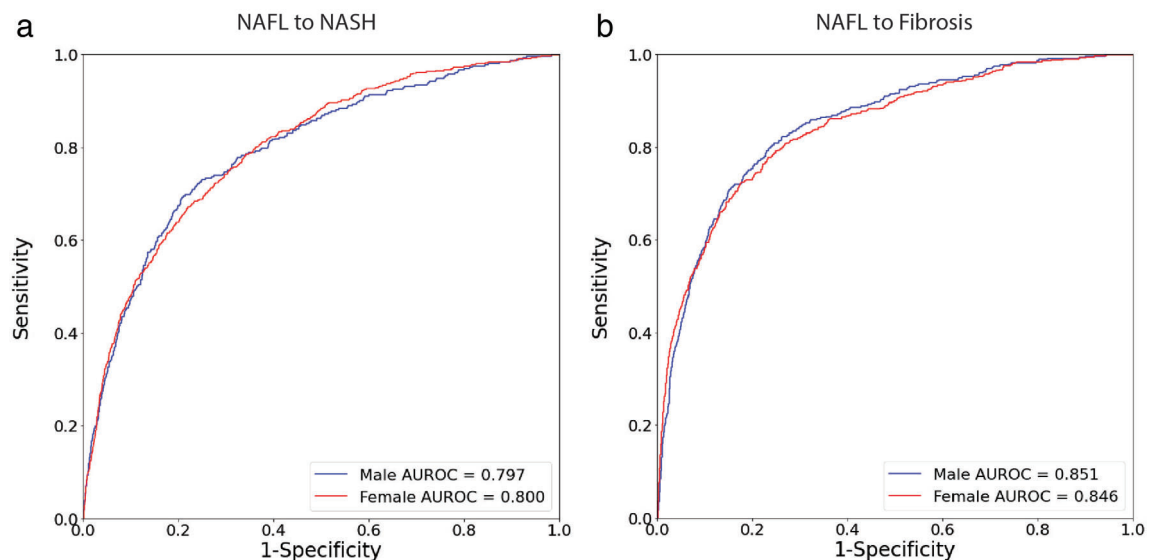 a
NAFL to NASH
1.0
0.8
0.6
0.4
0.2
0.0
Sensitivity
0.0
0.2
0.4
0.6
0.8
1.0
1-Specificity
Male AUROC = 0.797
Female AUROC = 0.800
b
NAFL to Fibrosis
1.0
0.8
0.6
0.4
0.2
0.0
Sensitivity
0.0
0.2
0.4
0.6
0.8
1.0
1-Specificity
Male AUROC = 0.851
Female AUROC = 0.846